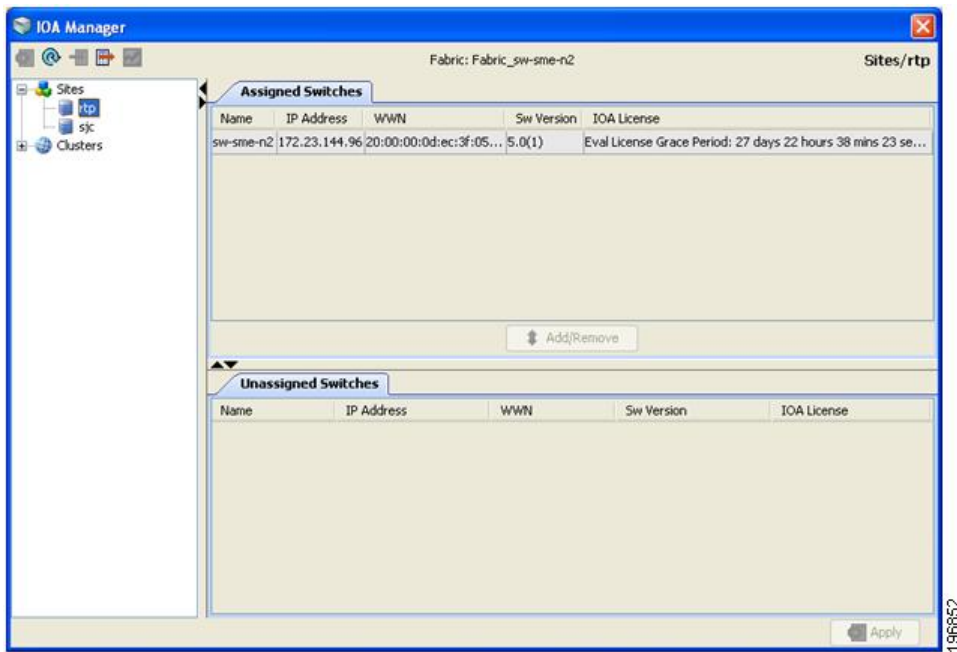 IOA Manager
Fabric: Fabric_sw-sme-n2
Sites/rtp
Sites
rtp
sjc
Clusters
Assigned Switches
Name IP Address WWN Sw Version IOA License
sw-sme-n2 172.23.144.96 20:00:00:0d:ec:3f:05... 5.0(1) Eval License Grace Period: 27 days 22 hours 38 mins 23 se...
Add/Remove
Unassigned Switches
Name IP Address WWN Sw Version IOA License
Apply
196852